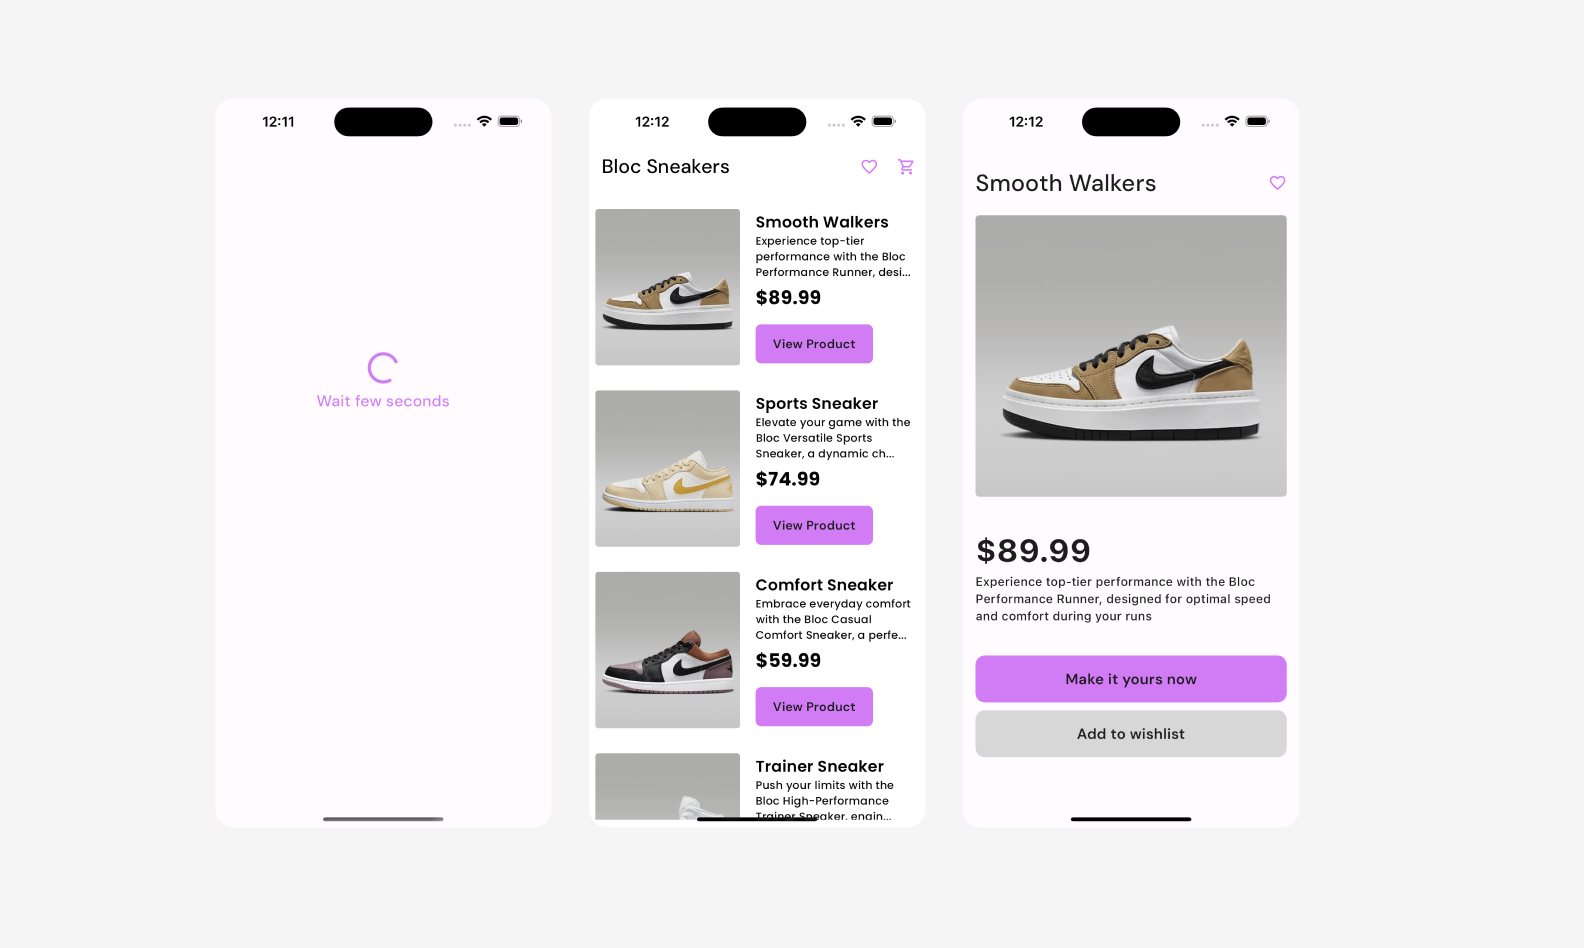 12:11
Wait few seconds
12:12
Bloc Sneakers
Smooth Walkers
Experience top-tier
performance with the Bloc
Performance Runner, desi...
$89.99
View Product
Sports Sneaker
Elevate your game with the
Bloc Versatile Sports
Sneaker, a dynamic ch...
$74.99
View Product
Comfort Sneaker
Embrace everyday comfort
with the Bloc Casual
Comfort Sneaker, a perfe...
$59.99
View Product
Trainer Sneaker
Push your limits with the
Bloc High-Performance
Trainer Sneaker, engin...
12:12
Smooth Walkers
$89.99
Experience top-tier performance with the Bloc
Performance Runner, designed for optimal speed
and comfort during your runs
Make it yours now
Add to wishlist